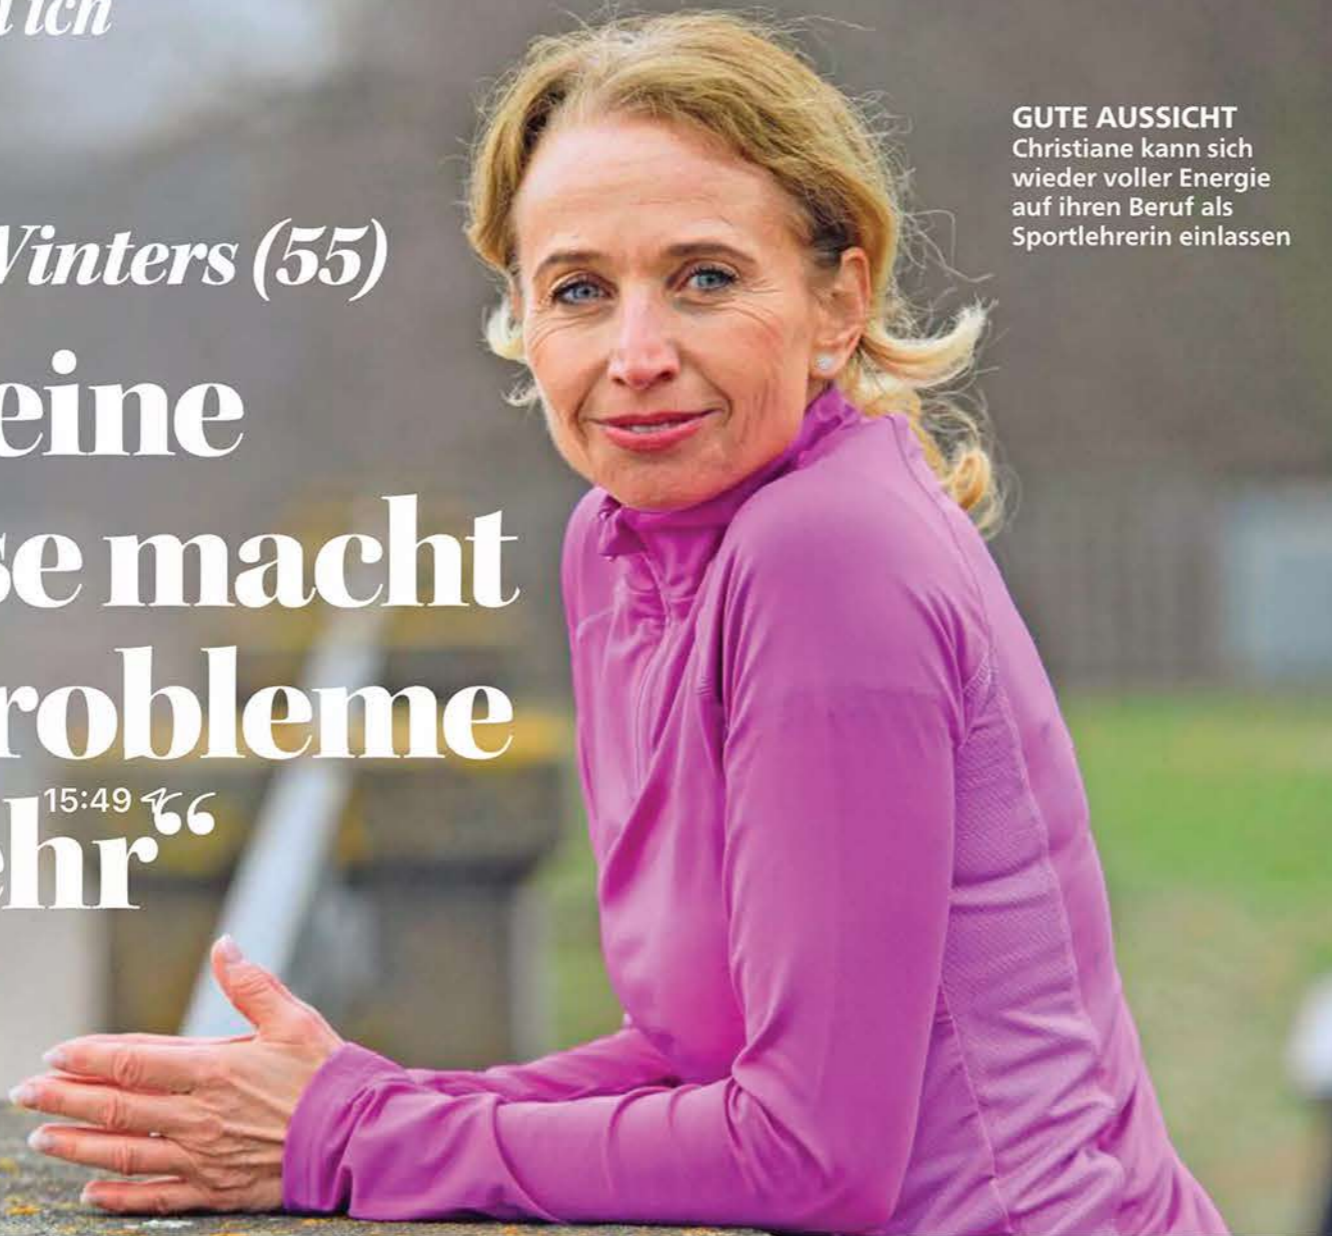 ich
Winters (55)
eine
se macht
robleme
15:49
ehr“
GUTE AUSSICHT
Christiane kann sich
wieder voller Energie
auf ihren Beruf als
Sportlehrerin einlassen